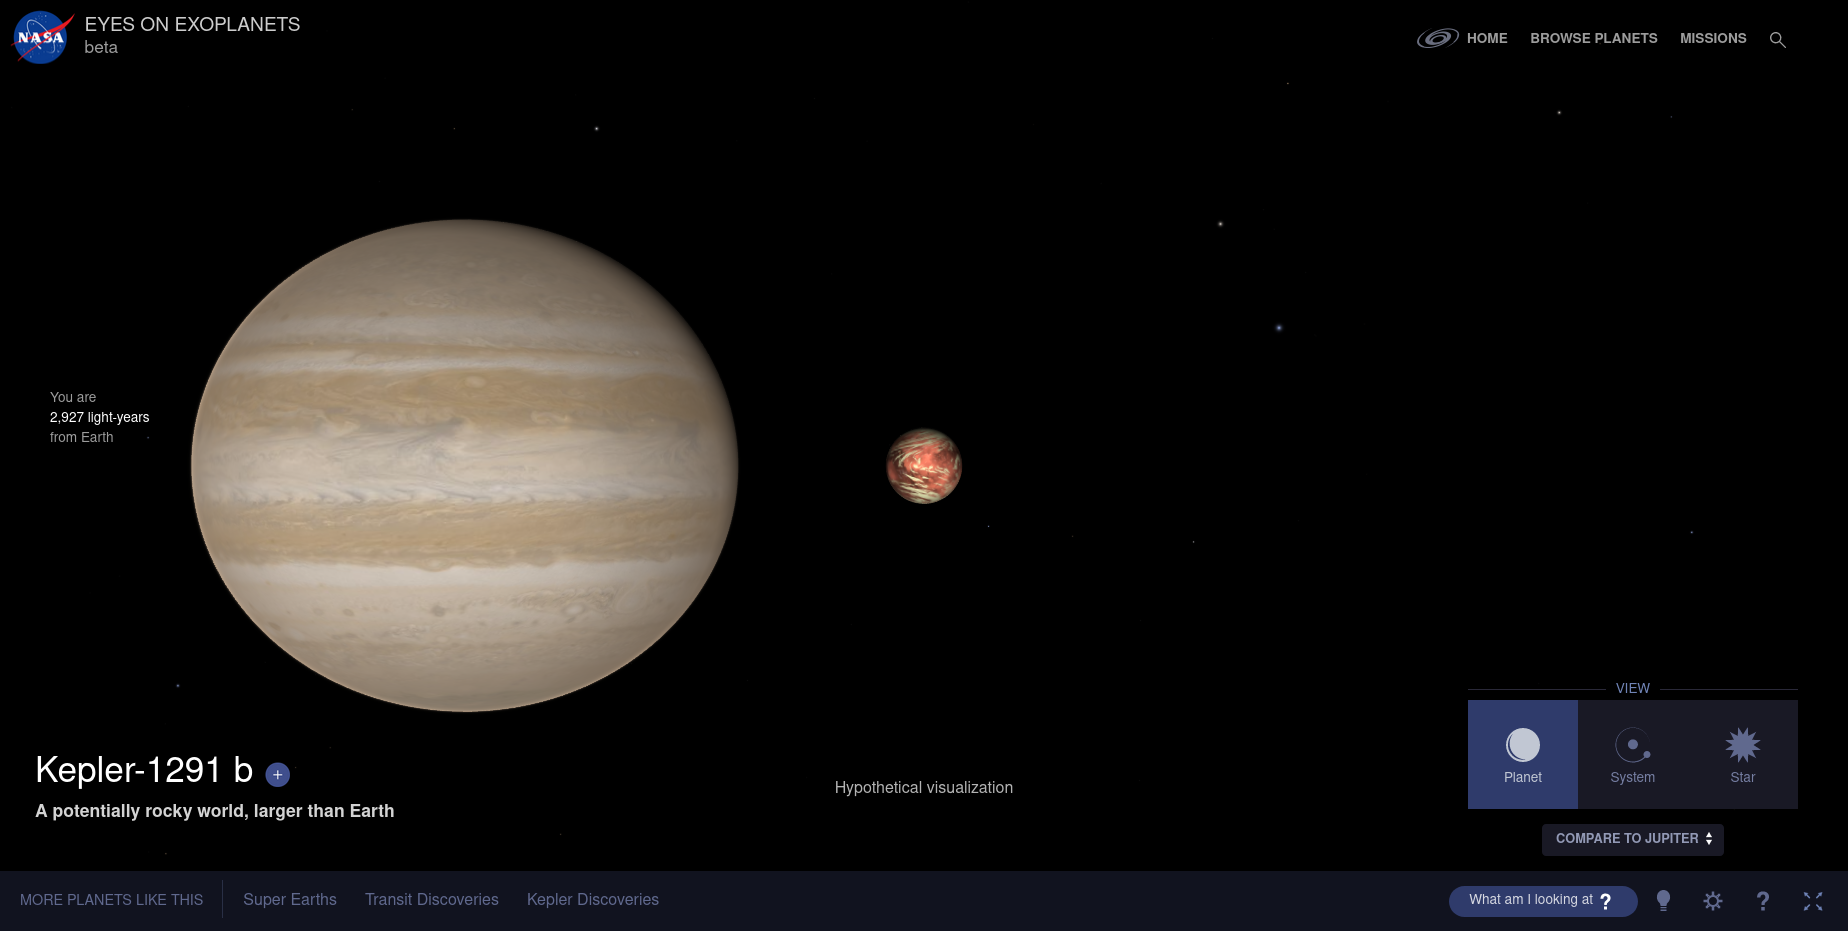 NASA
EYES ON EXOPLANETS
beta
HOME
BROWSE PLANETS
MISSIONS
You are
2,927 light-years
from Earth
Kepler-1291 b +
A potentially rocky world, larger than Earth
Hypothetical visualization
VIEW
Planet
System
Star
COMPARE TO JUPITER
MORE PLANETS LIKE THIS
Super Earths
Transit Discoveries
Kepler Discoveries
What am I looking at ?
?